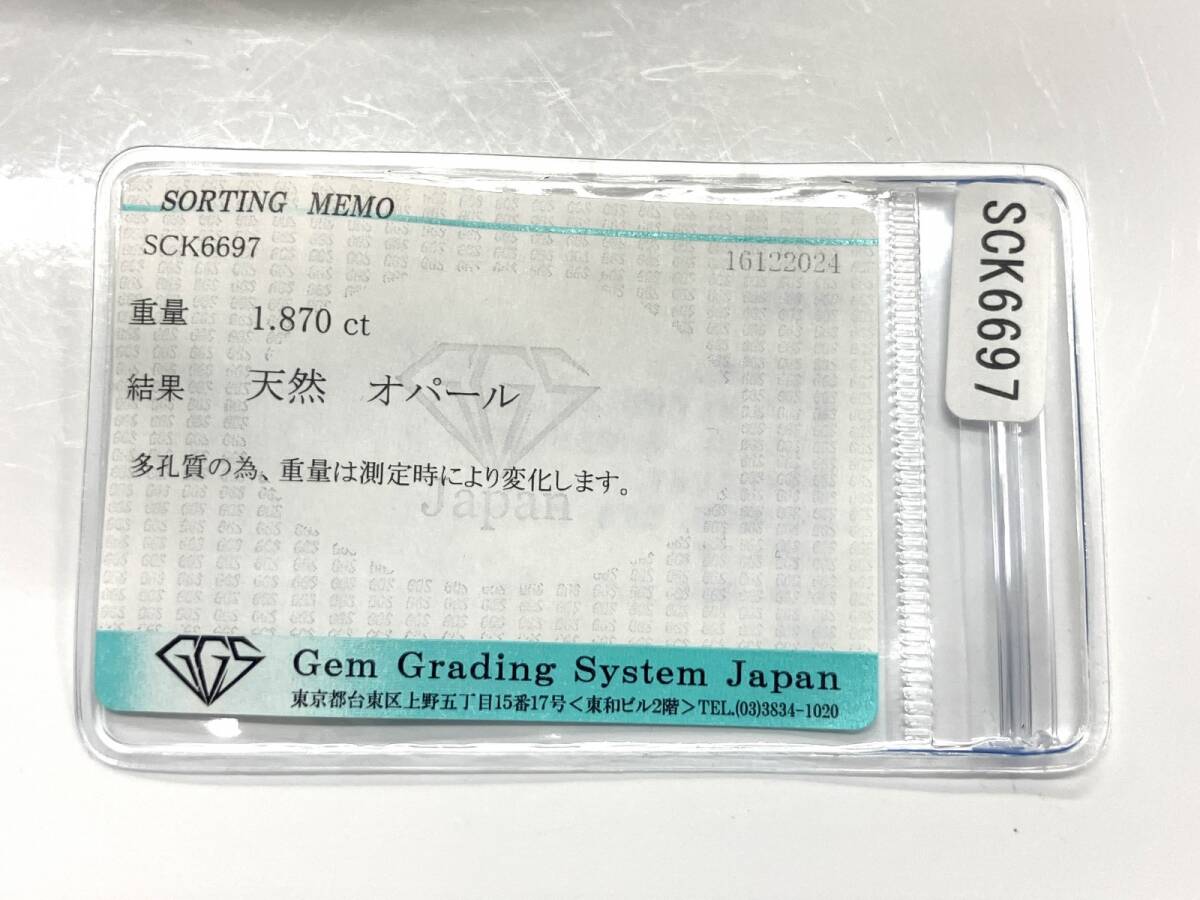 SORTING MEMO
SCK6697
16122024
重量 1.870 ct
結果 天然 オパール
多孔質の為、重量は測定時により変化します。
GGS
Japan
GGS Gem Grading System Japan
東京都台東区上野五丁目15番17号<東和ビル2階>TEL.(03)3834-1020
SCK6697